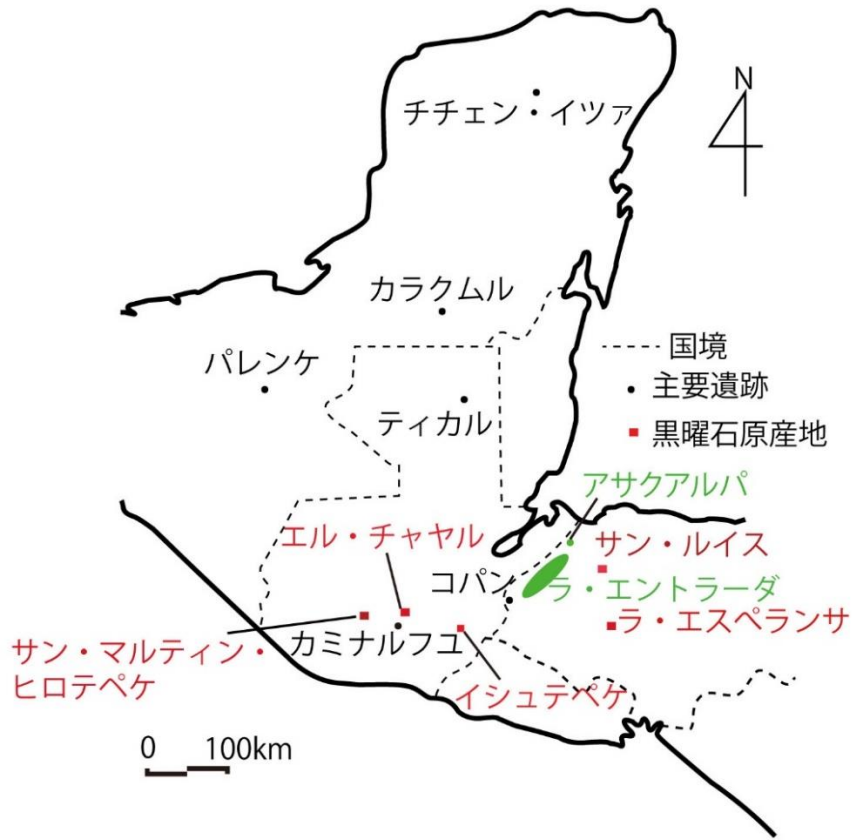 N
チチェン・イツァ
カラクムル
パレンケ
国境
主要遺跡
ティカル
黒曜石原産地
アサクアルパ
エル・チャヤル
サン・ルイス
コパン
ラ・エントラーダ
ラ・エスペランサ
カミナルフユ
サン・マルティン・
ヒロテペケ
イシュテペケ
0 100km